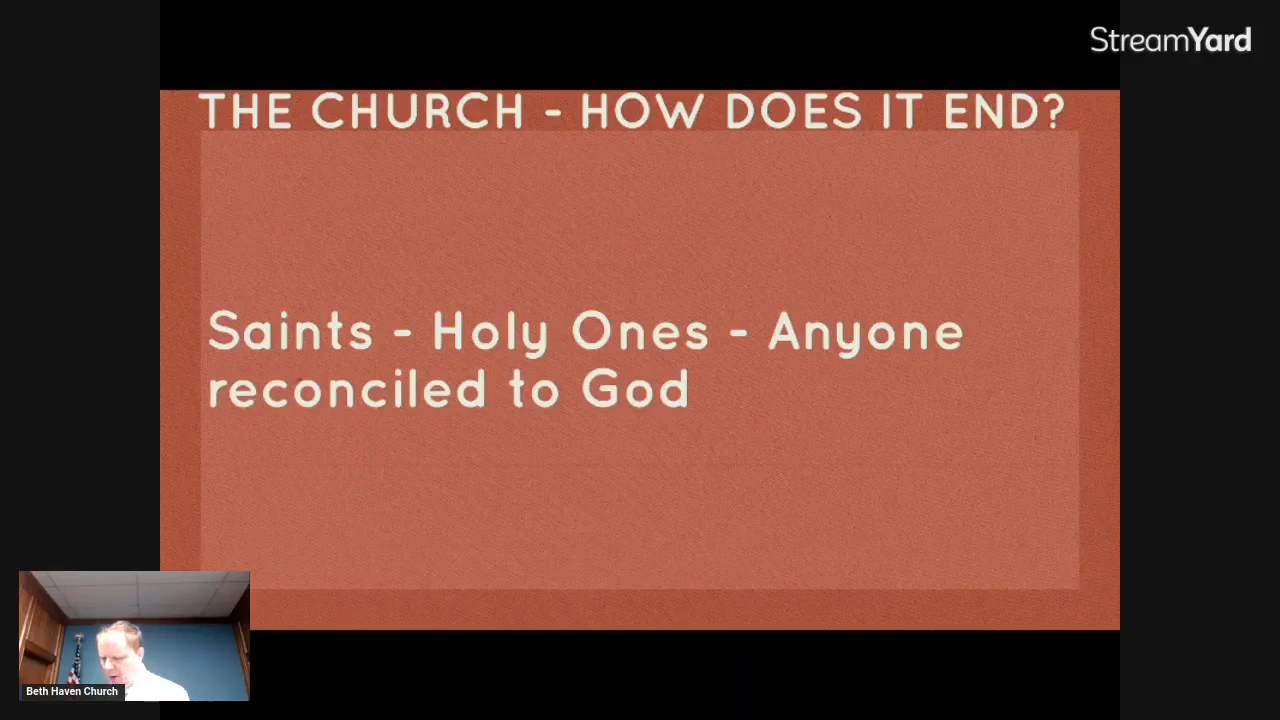 StreamYard
THE CHURCH - HOW DOES IT END?
Saints - Holy Ones - Anyone
reconciled to God
Beth Haven Church